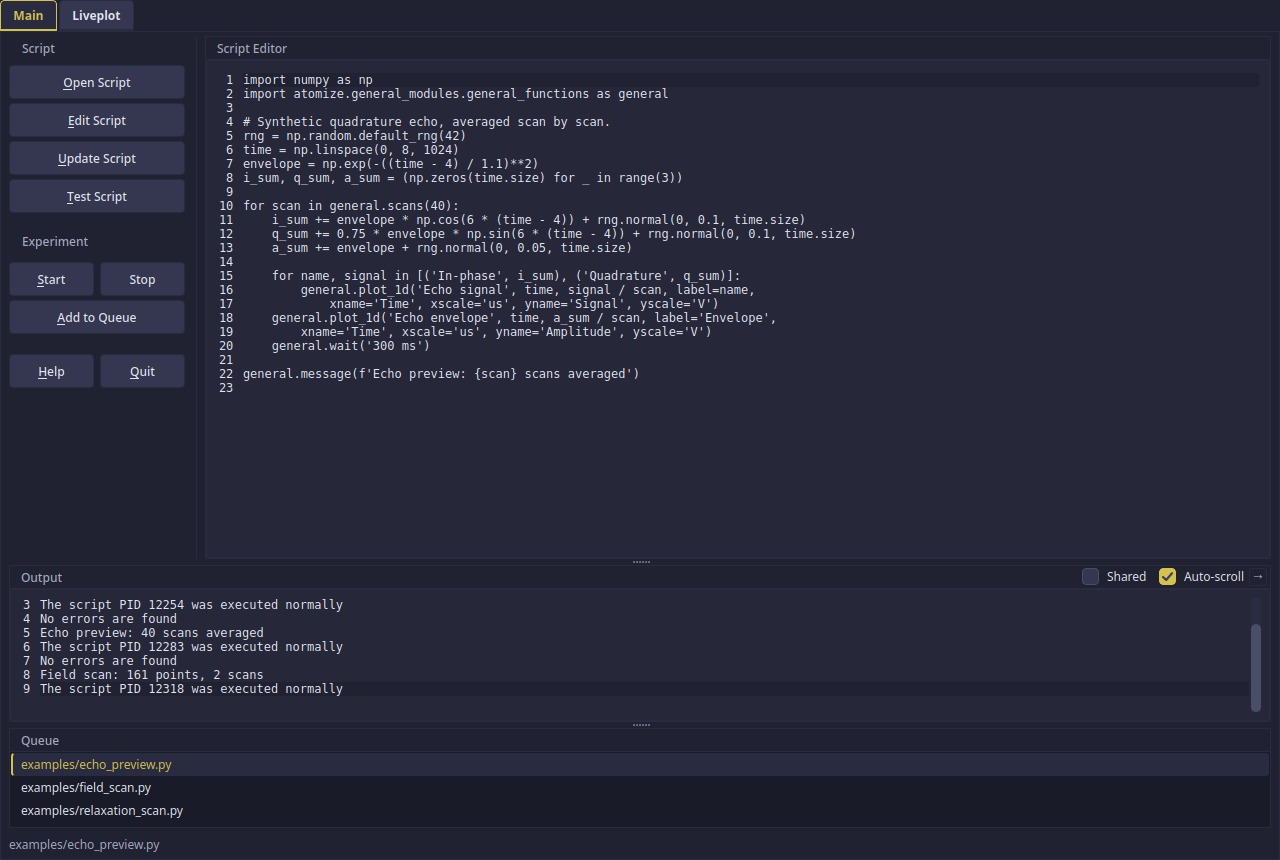 Main Liveplot
Script
Open Script
Edit Script
Update Script
Test Script
Experiment
Start Stop
Add to Queue
Help Quit
Script Editor
1 import numpy as np
2 import atomize.general_modules.general_functions as general
3
4 # Synthetic quadrature echo, averaged scan by scan.
5 rng = np.random.default_rng(42)
6 time = np.linspace(0, 8, 1024)
7 envelope = np.exp(-((time - 4) / 1.1)**2)
8 i_sum, q_sum, a_sum = (np.zeros(time.size) for _ in range(3))
9
10 for scan in general.scans(40):
11     i_sum += envelope * np.cos(6 * (time - 4)) + rng.normal(0, 0.1, time.size)
12     q_sum += 0.75 * envelope * np.sin(6 * (time - 4)) + rng.normal(0, 0.1, time.size)
13     a_sum += envelope + rng.normal(0, 0.05, time.size)
14
15     for name, signal in [('In-phase', i_sum), ('Quadrature', q_sum)]:
16         general.plot_1d('Echo signal', time, signal / scan, label=name,
17             xname='Time', xscale='us', yname='Signal', yscale='V')
18     general.plot_1d('Echo envelope', time, a_sum / scan, label='Envelope',
19         xname='Time', xscale='us', yname='Amplitude', yscale='V')
20     general.wait('300 ms')
21
22 general.message(f'Echo preview: {scan} scans averaged')
23
Output Shared Auto-scroll →
3 The script PID 12254 was executed normally
4 No errors are found
5 Echo preview: 40 scans averaged
6 The script PID 12283 was executed normally
7 No errors are found
8 Field scan: 161 points, 2 scans
9 The script PID 12318 was executed normally
Queue
examples/echo_preview.py
examples/field_scan.py
examples/relaxation_scan.py
examples/echo_preview.py